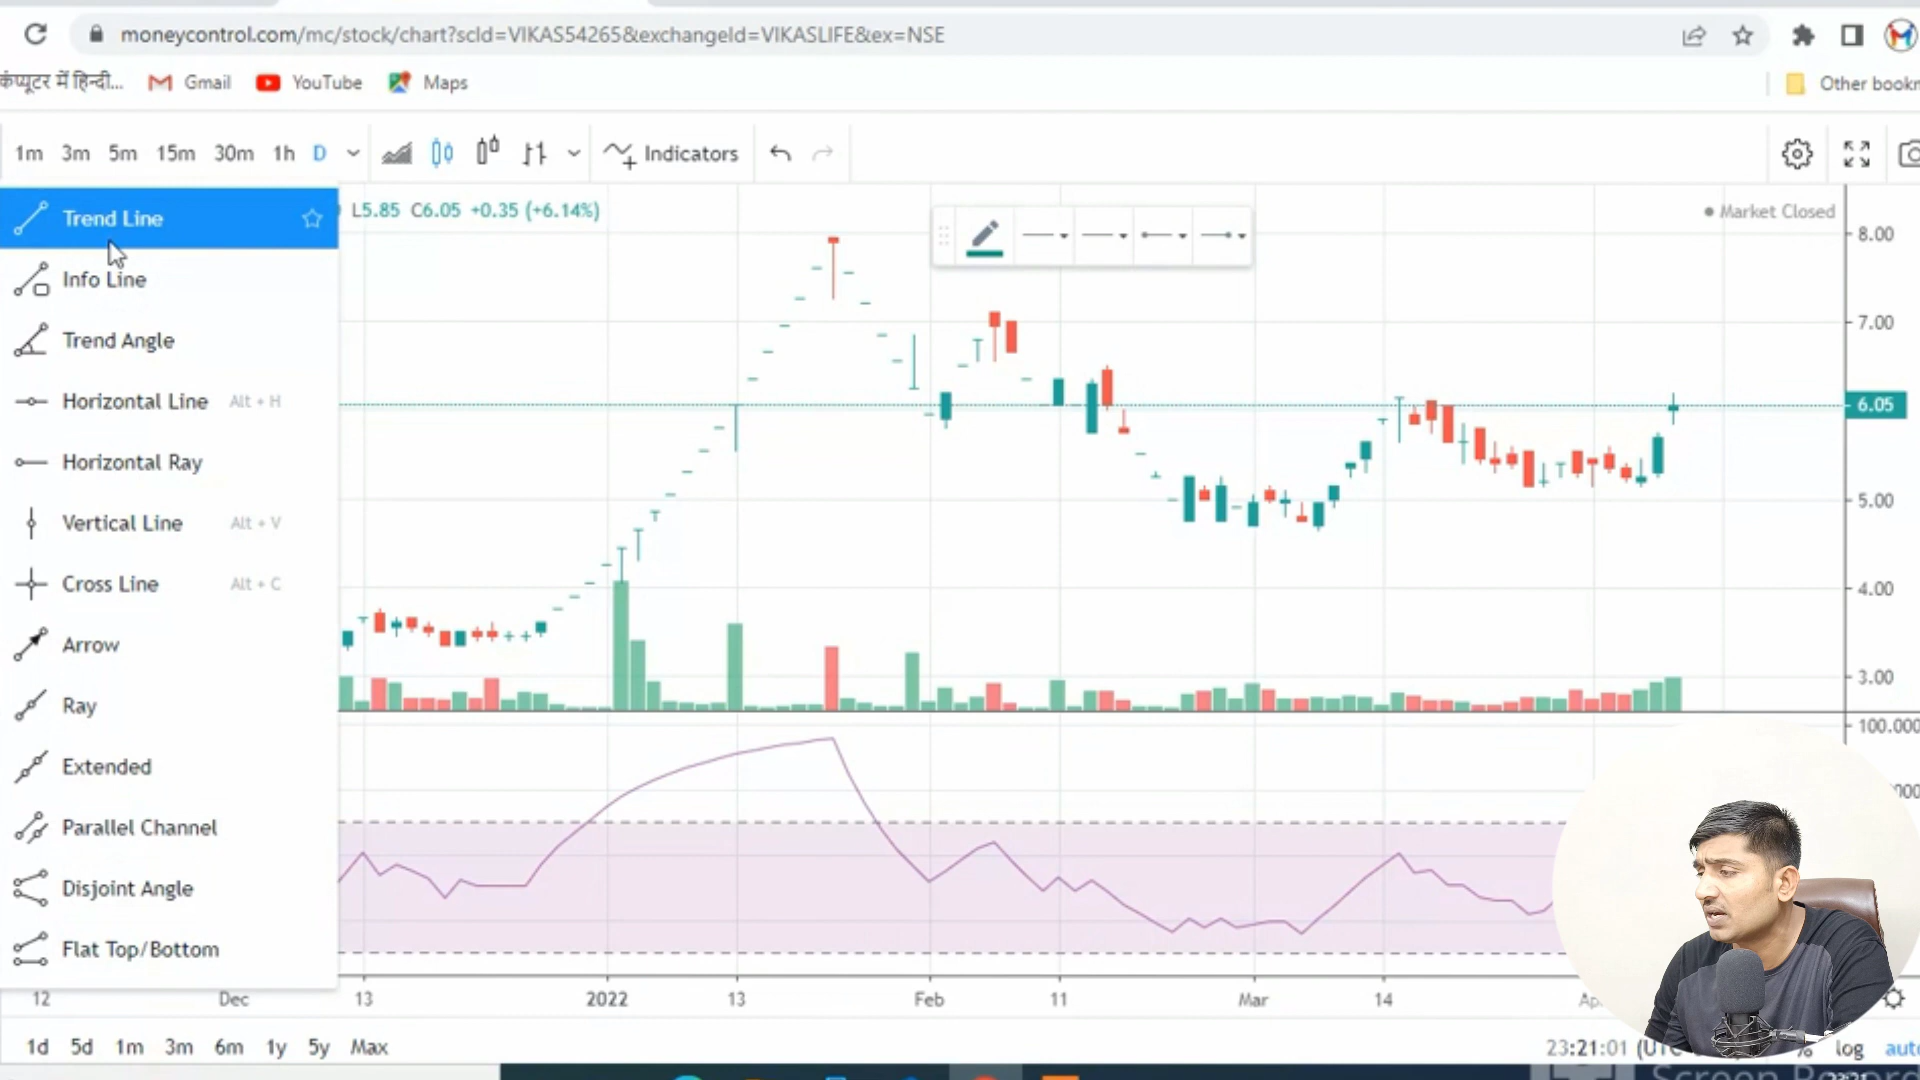 moneycontrol.com/mc/stock/chart?scId=VIKAS54265&exchangeId=VIKASLIFE&ex=NSE
कंप्यूटर में हिन्दी... Gmail YouTube Maps Other bookm
1m 3m 5m 15m 30m 1h D Indicators
Trend Line L5.85 C6.05 +0.35 (+6.14%) Market Closed
8.00
Info Line
7.00
Trend Angle
Horizontal Line Alt + H 6.05
Horizontal Ray
5.00
Vertical Line Alt + V
Cross Line Alt + C 4.00
Arrow
3.00
Ray
100.000
Extended
Parallel Channel
Disjoint Angle
Flat Top/Bottom
12 Dec 13 2022 13 Feb 11 Mar 14
1d 5d 1m 3m 6m 1y 5y Max 23:21:01 (UTC % log auto
Screen Record